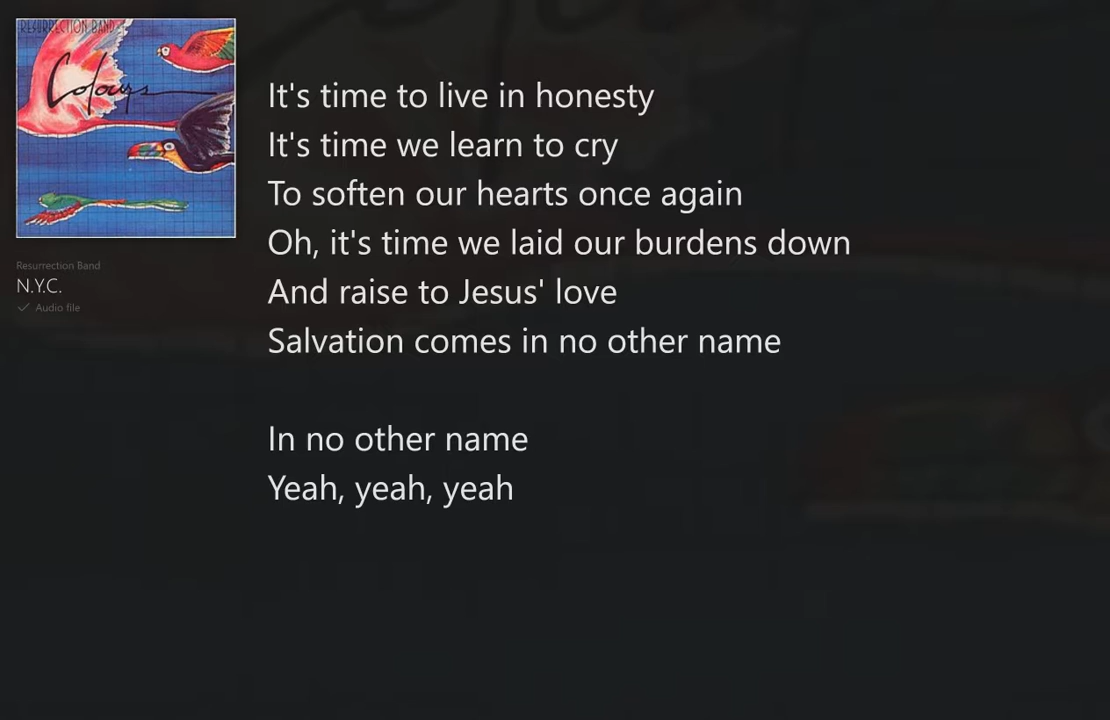 RESURRECTION BAND
Colours
Resurrection Band
N.Y.C.
Audio file
It's time to live in honesty
It's time we learn to cry
To soften our hearts once again
Oh, it's time we laid our burdens down
And raise to Jesus' love
Salvation comes in no other name
In no other name
Yeah, yeah, yeah